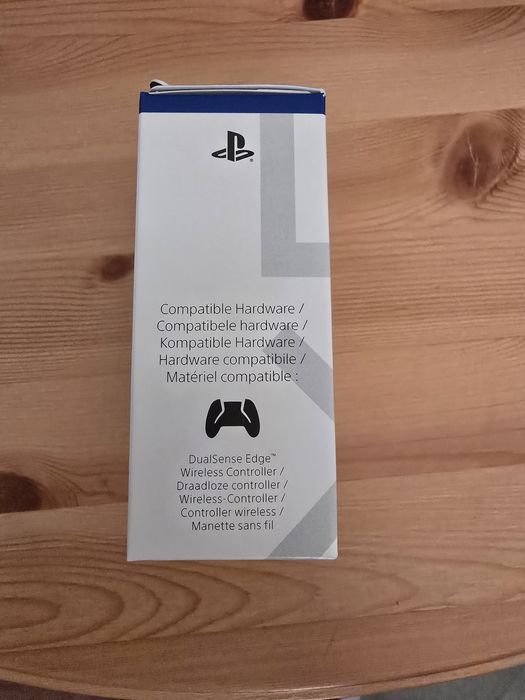 Compatible Hardware /
Compatibele hardware /
Kompatible Hardware /
Hardware compatibile /
Matériel compatible :
DualSense Edge™
Wireless Controller /
Draadloze controller /
Wireless-Controller /
Controller wireless /
Manette sans fil